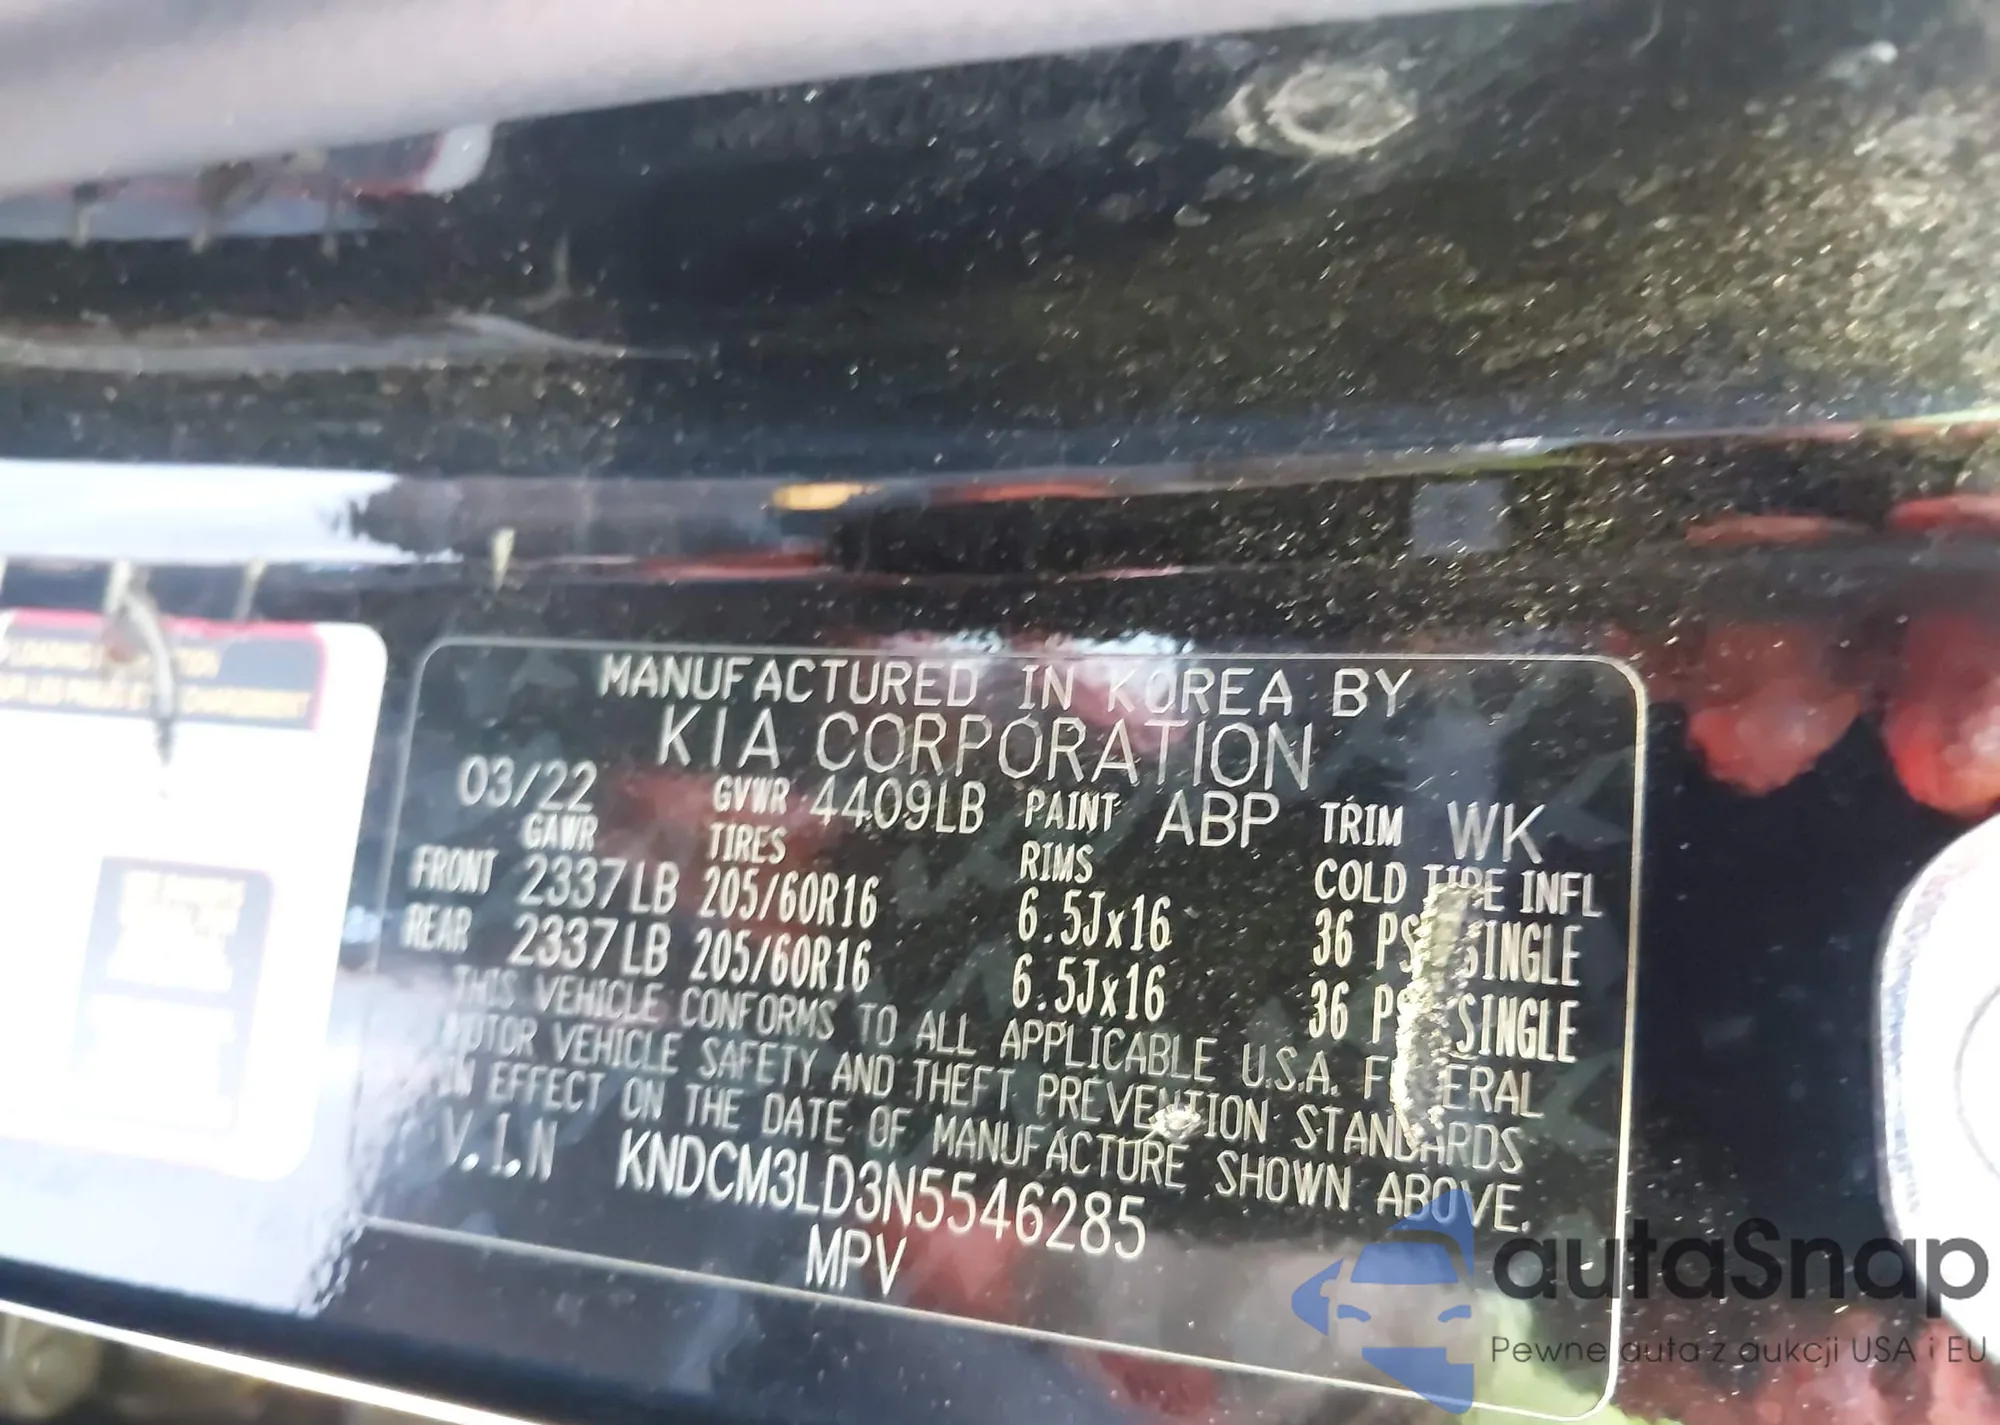 MANUFACTURED IN KOREA BY
KIA CORPORATION
03/22 GVWR 4409LB PAINT ABP TRIM WK
GAWR TIRES RIMS COLD TIRE INFL
FRONT 2337LB 205/60R16 6.5Jx16 36 PSI SINGLE
REAR 2337LB 205/60R16 6.5Jx16 36 PSI SINGLE
THIS VEHICLE CONFORMS TO ALL APPLICABLE U.S.A. FEDERAL
MOTOR VEHICLE SAFETY AND THEFT PREVENTION STANDARDS
IN EFFECT ON THE DATE OF MANUFACTURE SHOWN ABOVE.
V.I.N KNDCM3LD3N5546285
MPV
autaSnap
Pewne auta z aukcji USA i EU